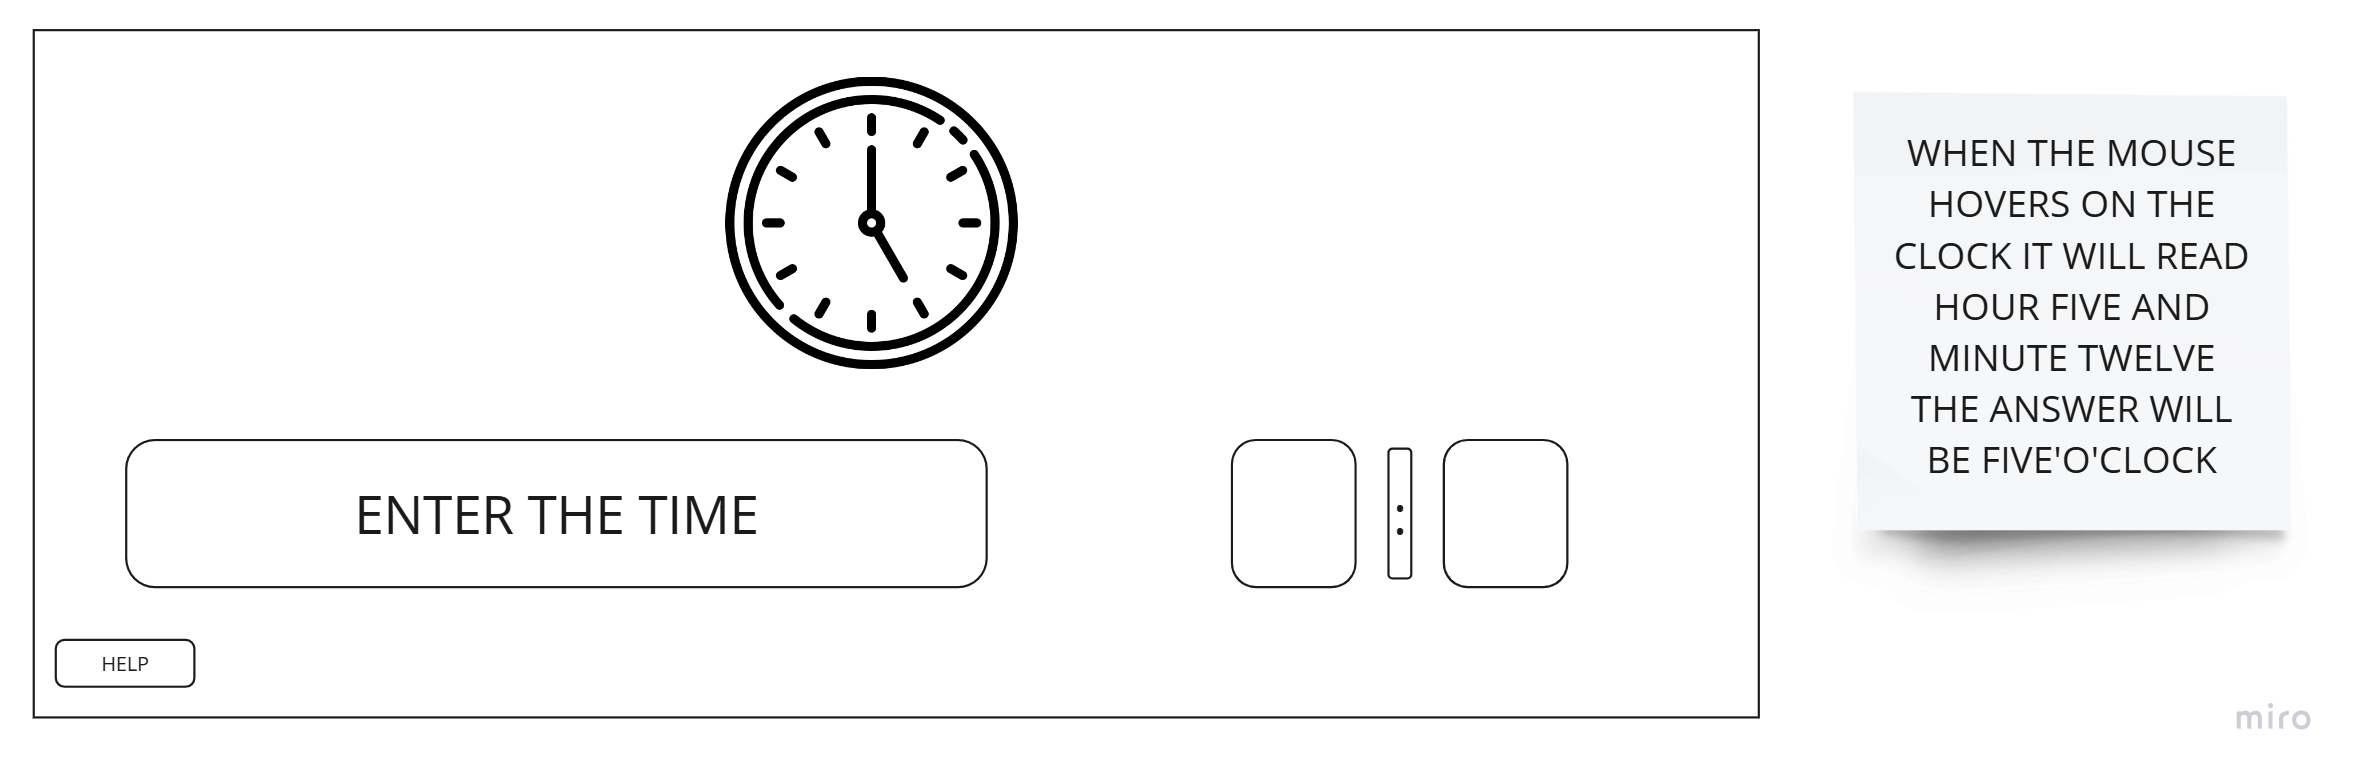 WHEN THE MOUSE
HOVERS ON THE
CLOCK IT WILL READ
HOUR FIVE AND
MINUTE TWELVE
THE ANSWER WILL
BE FIVE'O'CLOCK
ENTER THE TIME
:
HELP
miro